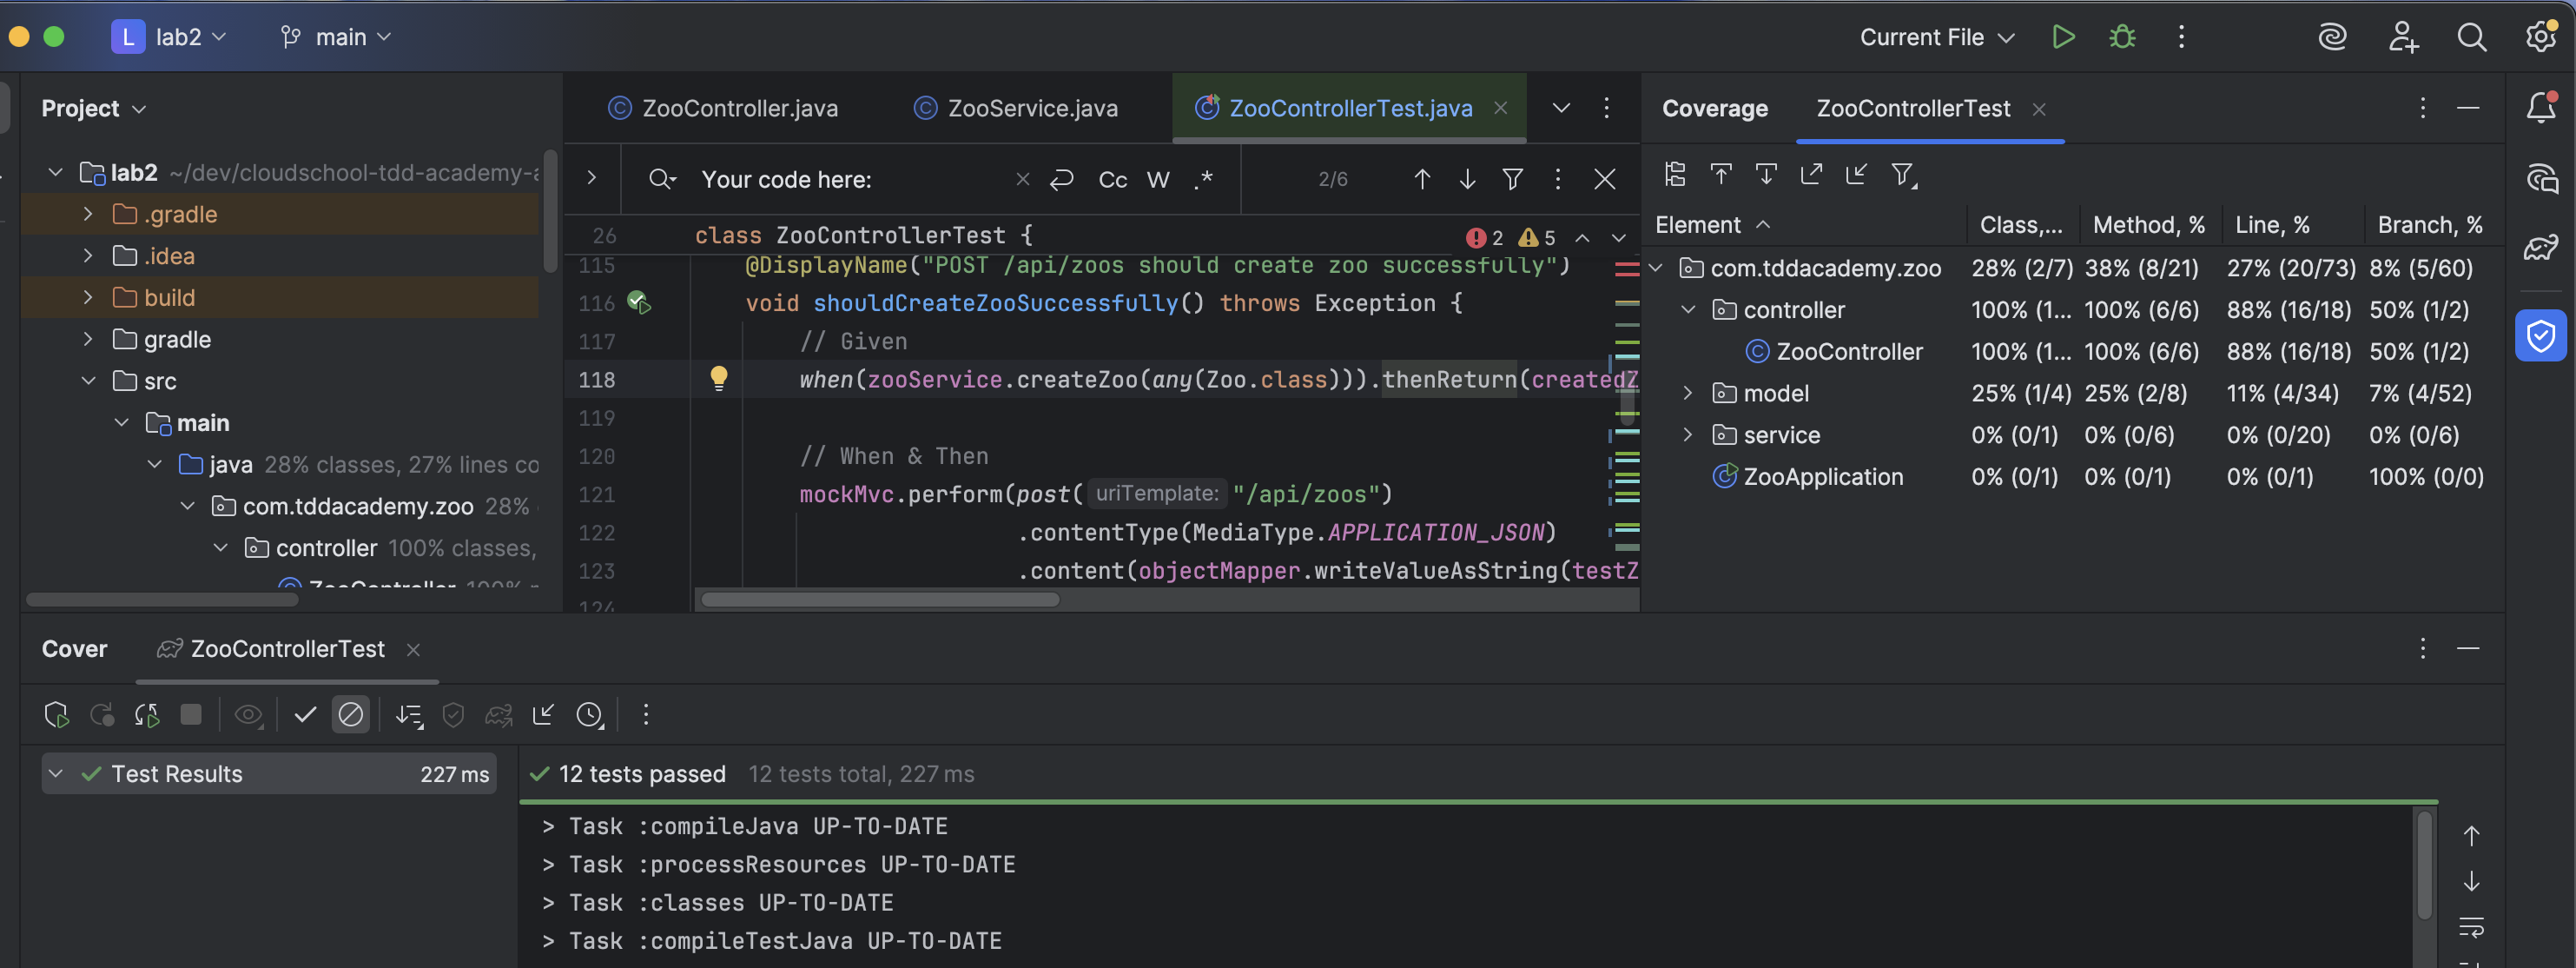 L lab2 main Current File
Project
lab2 ~/dev/cloudschool-tdd-academy-a
.gradle
.idea
build
gradle
src
main
java 28% classes, 27% lines co
com.tddacademy.zoo 28%
controller 100% classes,
ZooController 100%
ZooController.java ZooService.java ZooControllerTest.java
Your code here: Cc W .* 2/6
26 class ZooControllerTest { 2 5
115 @DisplayName("POST /api/zoos should create zoo successfully")
116 void shouldCreateZooSuccessfully() throws Exception {
117 // Given
118 when(zooService.createZoo(any(Zoo.class))).thenReturn(createdZ
119
120 // When & Then
121 mockMvc.perform(post( uriTemplate: "/api/zoos")
122 .contentType(MediaType.APPLICATION_JSON)
123 .content(objectMapper.writeValueAsString(testZ
124
Coverage ZooControllerTest
Element Class,... Method, % Line, % Branch, %
com.tddacademy.zoo 28% (2/7) 38% (8/21) 27% (20/73) 8% (5/60)
controller 100% (1... 100% (6/6) 88% (16/18) 50% (1/2)
ZooController 100% (1... 100% (6/6) 88% (16/18) 50% (1/2)
model 25% (1/4) 25% (2/8) 11% (4/34) 7% (4/52)
service 0% (0/1) 0% (0/6) 0% (0/20) 0% (0/6)
ZooApplication 0% (0/1) 0% (0/1) 0% (0/1) 100% (0/0)
Cover ZooControllerTest
Test Results 227 ms
12 tests passed 12 tests total, 227 ms
> Task :compileJava UP-TO-DATE
> Task :processResources UP-TO-DATE
> Task :classes UP-TO-DATE
> Task :compileTestJava UP-TO-DATE